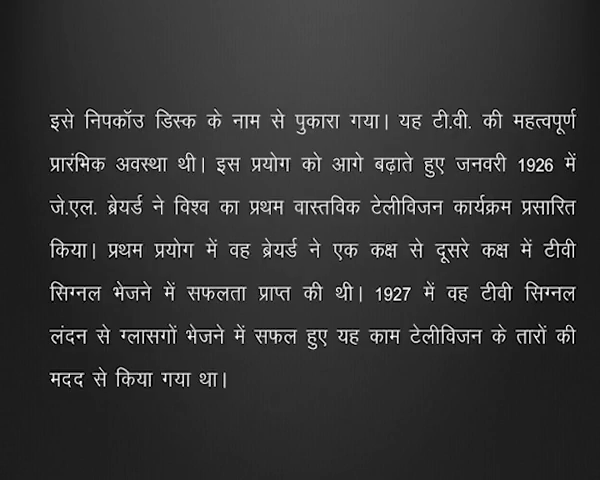 इसे निपकॉउ डिस्क के नाम से पुकारा गया। यह टी.वी. की महत्वपूर्ण
प्रारंभिक अवस्था थी। इस प्रयोग को आगे बढ़ाते हुए जनवरी 1926 में
जे.एल. ब्रेयर्ड ने विश्व का प्रथम वास्तविक टेलीविजन कार्यक्रम प्रसारित
किया। प्रथम प्रयोग में वह ब्रेयर्ड ने एक कक्ष से दूसरे कक्ष में टीवी
सिग्नल भेजने में सफलता प्राप्त की थी। 1927 में वह टीवी सिग्नल
लंदन से ग्लासगों भेजने में सफल हुए यह काम टेलीविजन के तारों की
मदद से किया गया था।